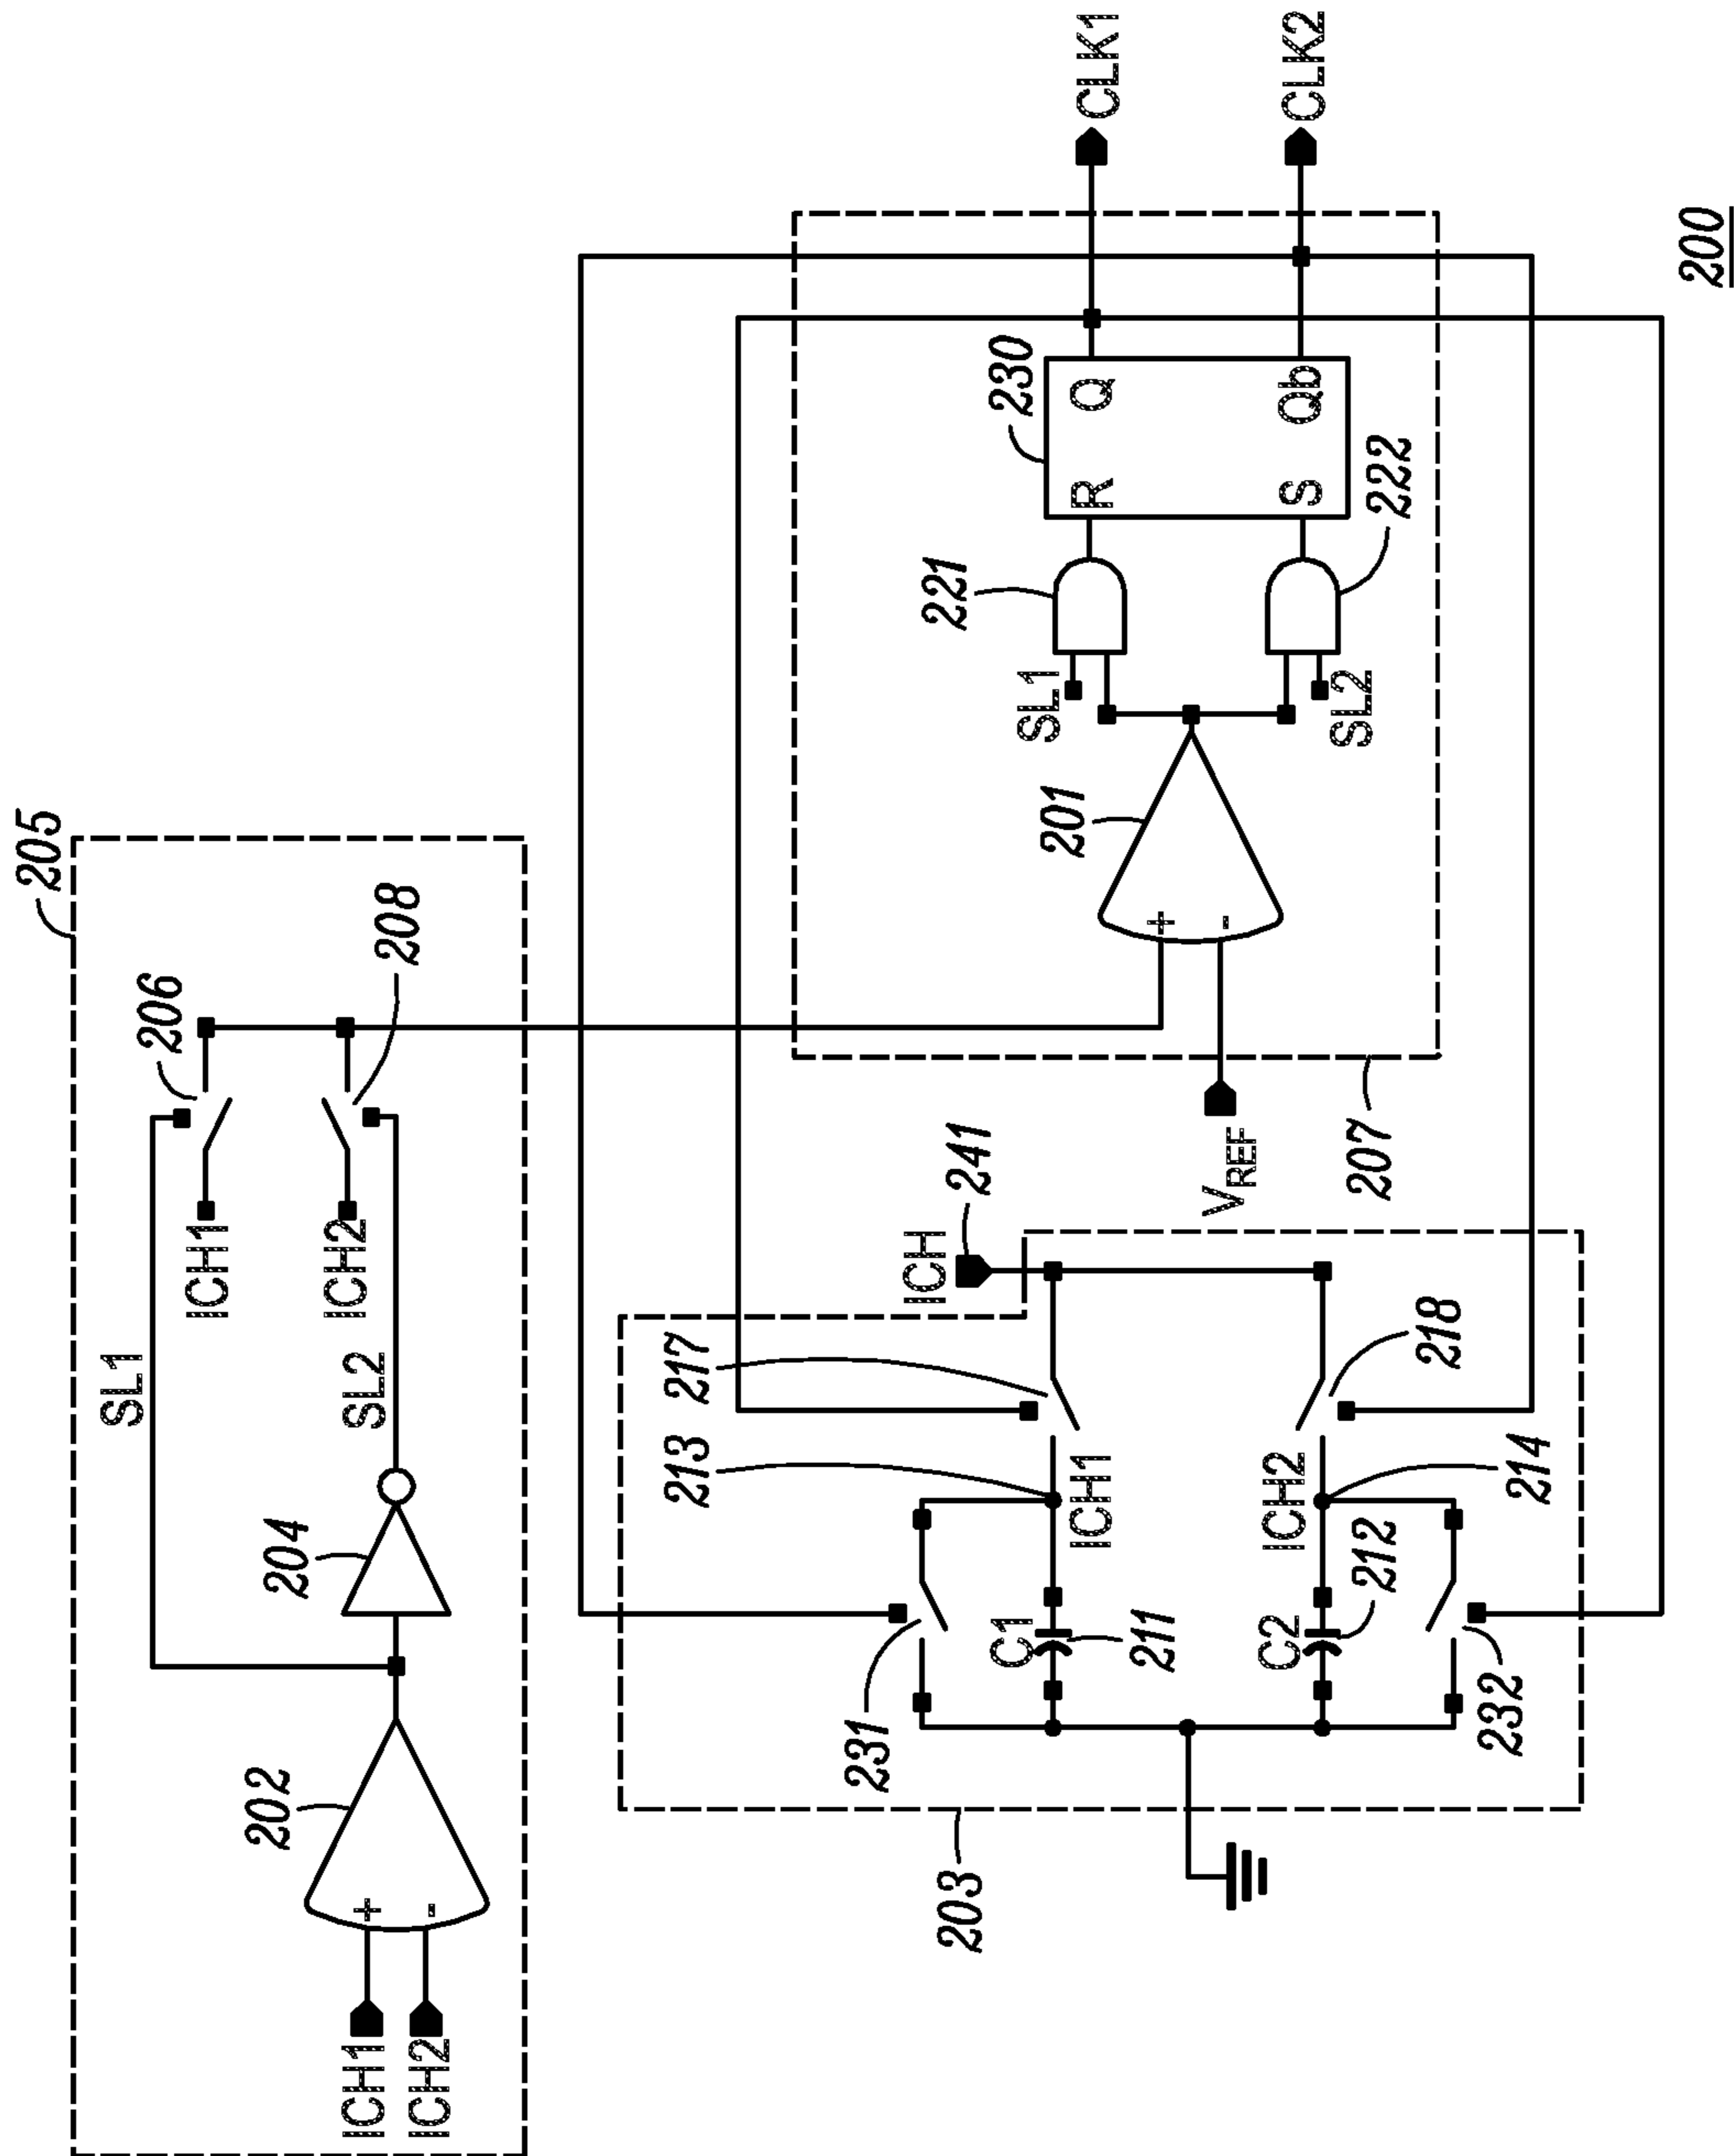 205
202
ICH1
ICH2
+
-
204
SL1
SL2
ICH1
ICH2
206
208
203
231
232
C1
211
C2
212
213
ICH1
ICH2
214
217
218
ICH
241
VREF
207
201
+
-
SL1
SL2
221
222
230
R
Q
S
Qb
CLK1
CLK2
200